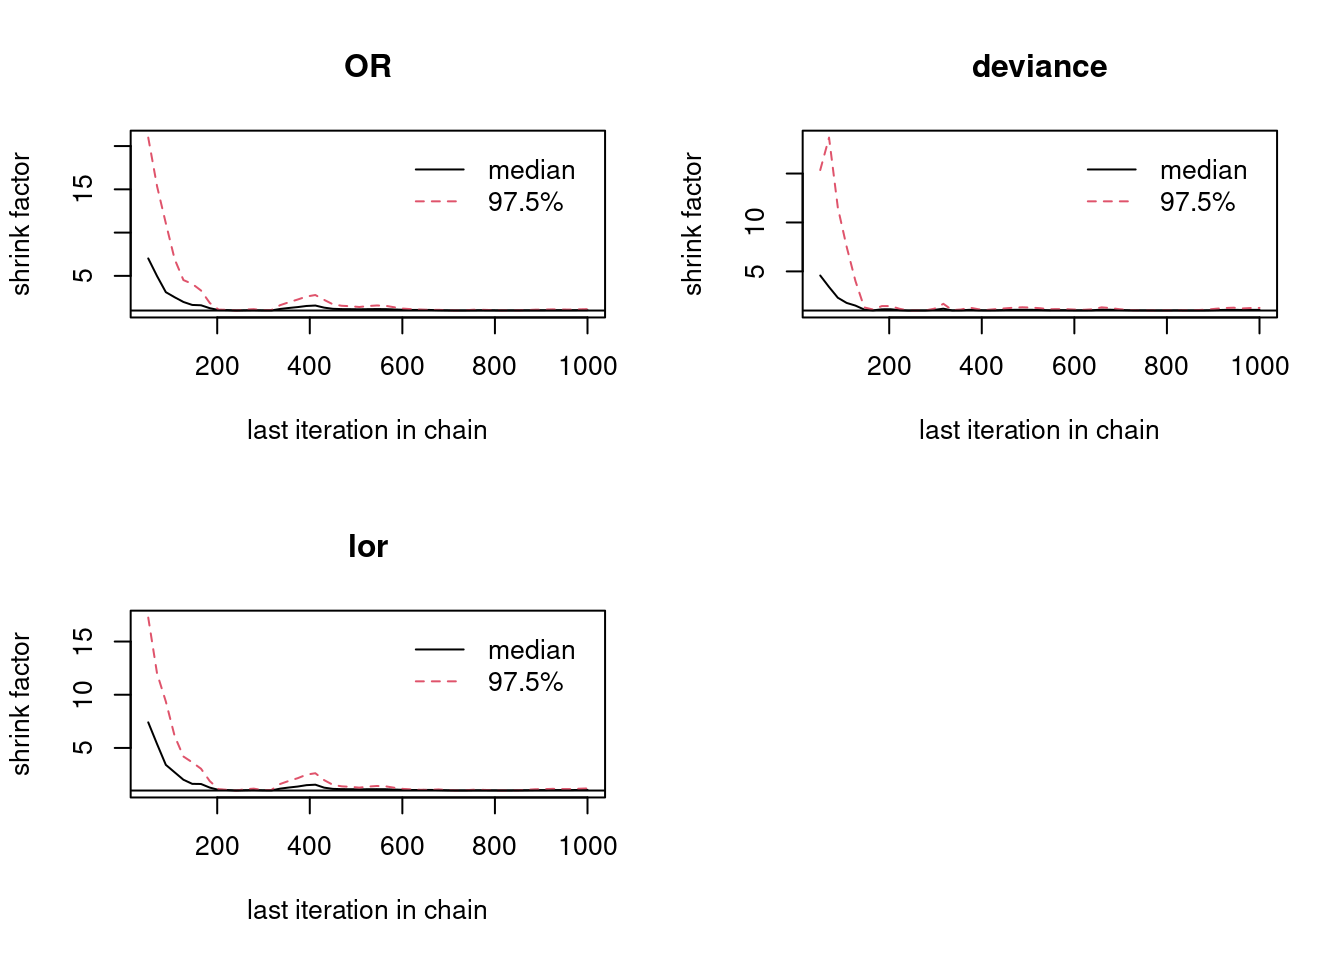 OR
shrink factor
5
15
median
97.5%
200 400 600 800 1000
last iteration in chain
deviance
shrink factor
5
10
median
97.5%
200 400 600 800 1000
last iteration in chain
lor
shrink factor
5
10
15
median
97.5%
200 400 600 800 1000
last iteration in chain